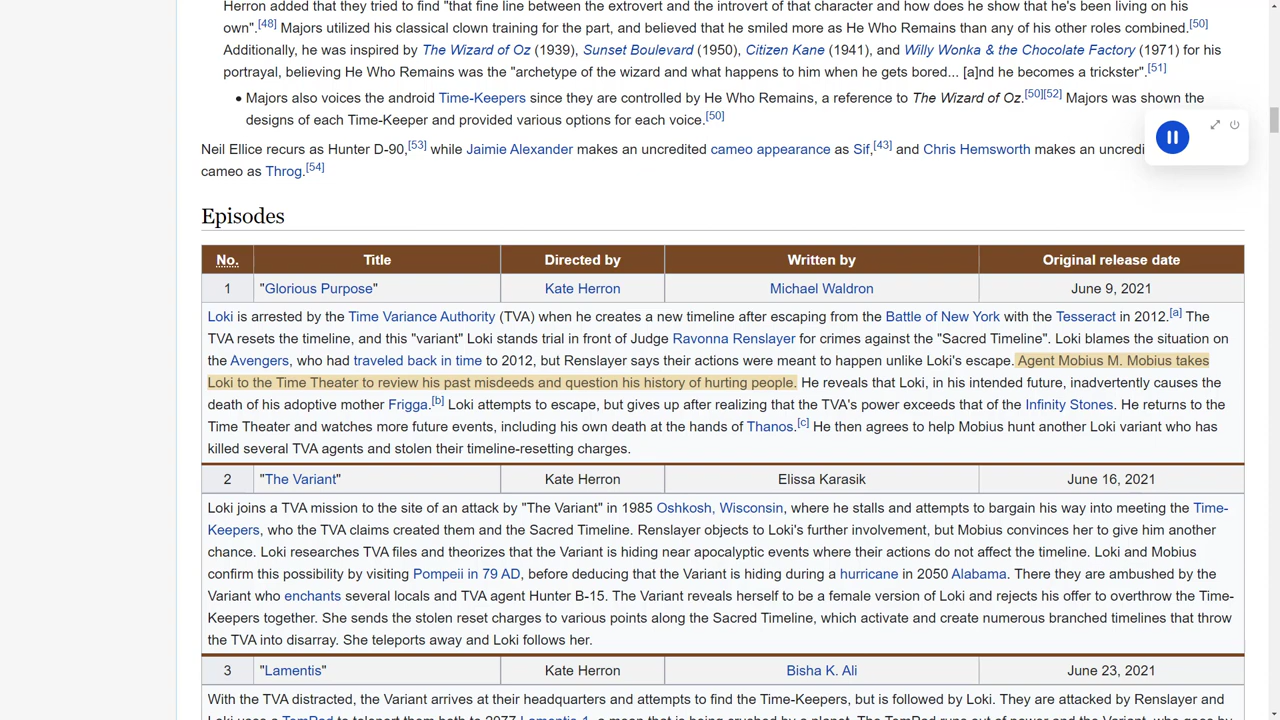 Herron added that they tried to find "that fine line between the extrovert and the introvert of that character and how does he show that he's been living on his
own".[48] Majors utilized his classical clown training for the part, and believed that he smiled more as He Who Remains than any of his other roles combined.[50]
Additionally, he was inspired by The Wizard of Oz (1939), Sunset Boulevard (1950), Citizen Kane (1941), and Willy Wonka & the Chocolate Factory (1971) for his
portrayal, believing He Who Remains was the "archetype of the wizard and what happens to him when he gets bored... [a]nd he becomes a trickster".[51]
• Majors also voices the android Time-Keepers since they are controlled by He Who Remains, a reference to The Wizard of Oz.[50][52] Majors was shown the
designs of each Time-Keeper and provided various options for each voice.[50]
Neil Ellice recurs as Hunter D-90,[53] while Jaimie Alexander makes an uncredited cameo appearance as Sif,[43] and Chris Hemsworth makes an uncredi
cameo as Throg.[54]
Episodes
No. Title Directed by Written by Original release date
1 "Glorious Purpose" Kate Herron Michael Waldron June 9, 2021
Loki is arrested by the Time Variance Authority (TVA) when he creates a new timeline after escaping from the Battle of New York with the Tesseract in 2012.[a] The
TVA resets the timeline, and this "variant" Loki stands trial in front of Judge Ravonna Renslayer for crimes against the "Sacred Timeline". Loki blames the situation on
the Avengers, who had traveled back in time to 2012, but Renslayer says their actions were meant to happen unlike Loki's escape. Agent Mobius M. Mobius takes
Loki to the Time Theater to review his past misdeeds and question his history of hurting people. He reveals that Loki, in his intended future, inadvertently causes the
death of his adoptive mother Frigga.[b] Loki attempts to escape, but gives up after realizing that the TVA's power exceeds that of the Infinity Stones. He returns to the
Time Theater and watches more future events, including his own death at the hands of Thanos.[c] He then agrees to help Mobius hunt another Loki variant who has
killed several TVA agents and stolen their timeline-resetting charges.
2 "The Variant" Kate Herron Elissa Karasik June 16, 2021
Loki joins a TVA mission to the site of an attack by "The Variant" in 1985 Oshkosh, Wisconsin, where he stalls and attempts to bargain his way into meeting the Time-
Keepers, who the TVA claims created them and the Sacred Timeline. Renslayer objects to Loki's further involvement, but Mobius convinces her to give him another
chance. Loki researches TVA files and theorizes that the Variant is hiding near apocalyptic events where their actions do not affect the timeline. Loki and Mobius
confirm this possibility by visiting Pompeii in 79 AD, before deducing that the Variant is hiding during a hurricane in 2050 Alabama. There they are ambushed by the
Variant who enchants several locals and TVA agent Hunter B-15. The Variant reveals herself to be a female version of Loki and rejects his offer to overthrow the Time-
Keepers together. She sends the stolen reset charges to various points along the Sacred Timeline, which activate and create numerous branched timelines that throw
the TVA into disarray. She teleports away and Loki follows her.
3 "Lamentis" Kate Herron Bisha K. Ali June 23, 2021
With the TVA distracted, the Variant arrives at their headquarters and attempts to find the Time-Keepers, but is followed by Loki. They are attacked by Renslayer and